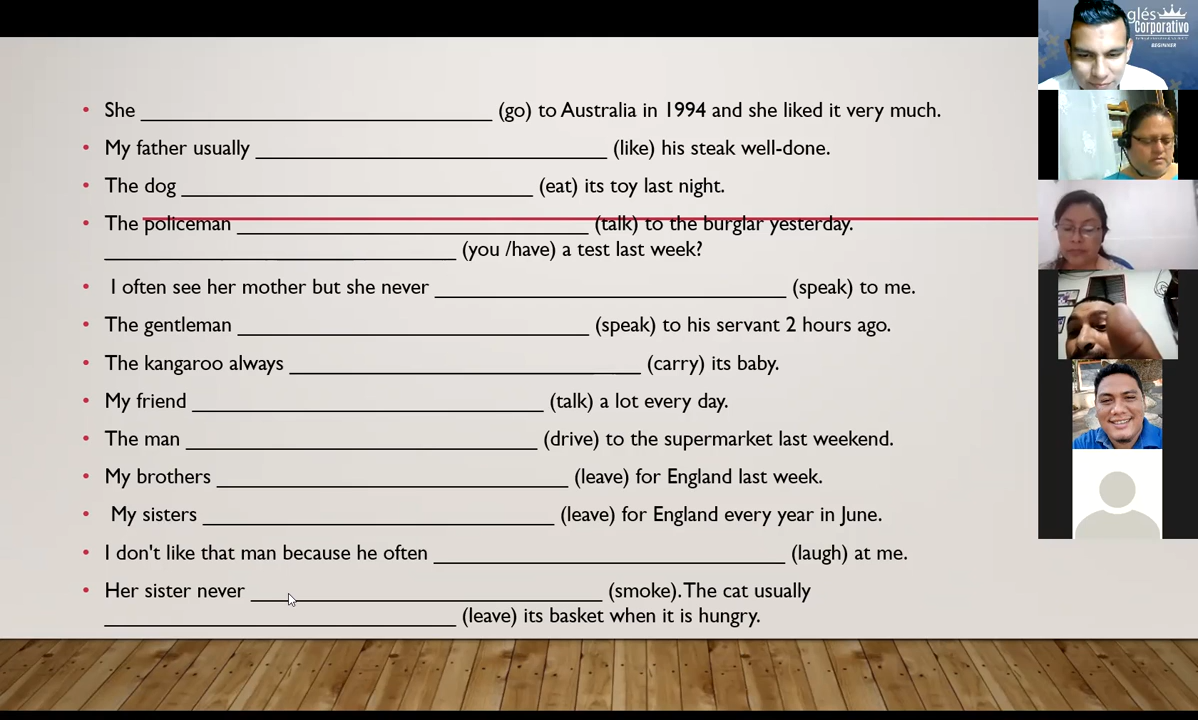 She ________________________________ (go) to Australia in 1994 and she liked it very much.
My father usually ________________________________ (like) his steak well-done.
The dog ________________________________ (eat) its toy last night.
The policeman ________________________________ (talk) to the burglar yesterday.
________________________________ (you /have) a test last week?
I often see her mother but she never ________________________________ (speak) to me.
The gentleman ________________________________ (speak) to his servant 2 hours ago.
The kangaroo always ________________________________ (carry) its baby.
My friend ________________________________ (talk) a lot every day.
The man ________________________________ (drive) to the supermarket last weekend.
My brothers ________________________________ (leave) for England last week.
My sisters ________________________________ (leave) for England every year in June.
I don't like that man because he often ________________________________ (laugh) at me.
Her sister never ________________________________ (smoke). The cat usually
________________________________ (leave) its basket when it is hungry.
glés
Corporativo
BEGINNER